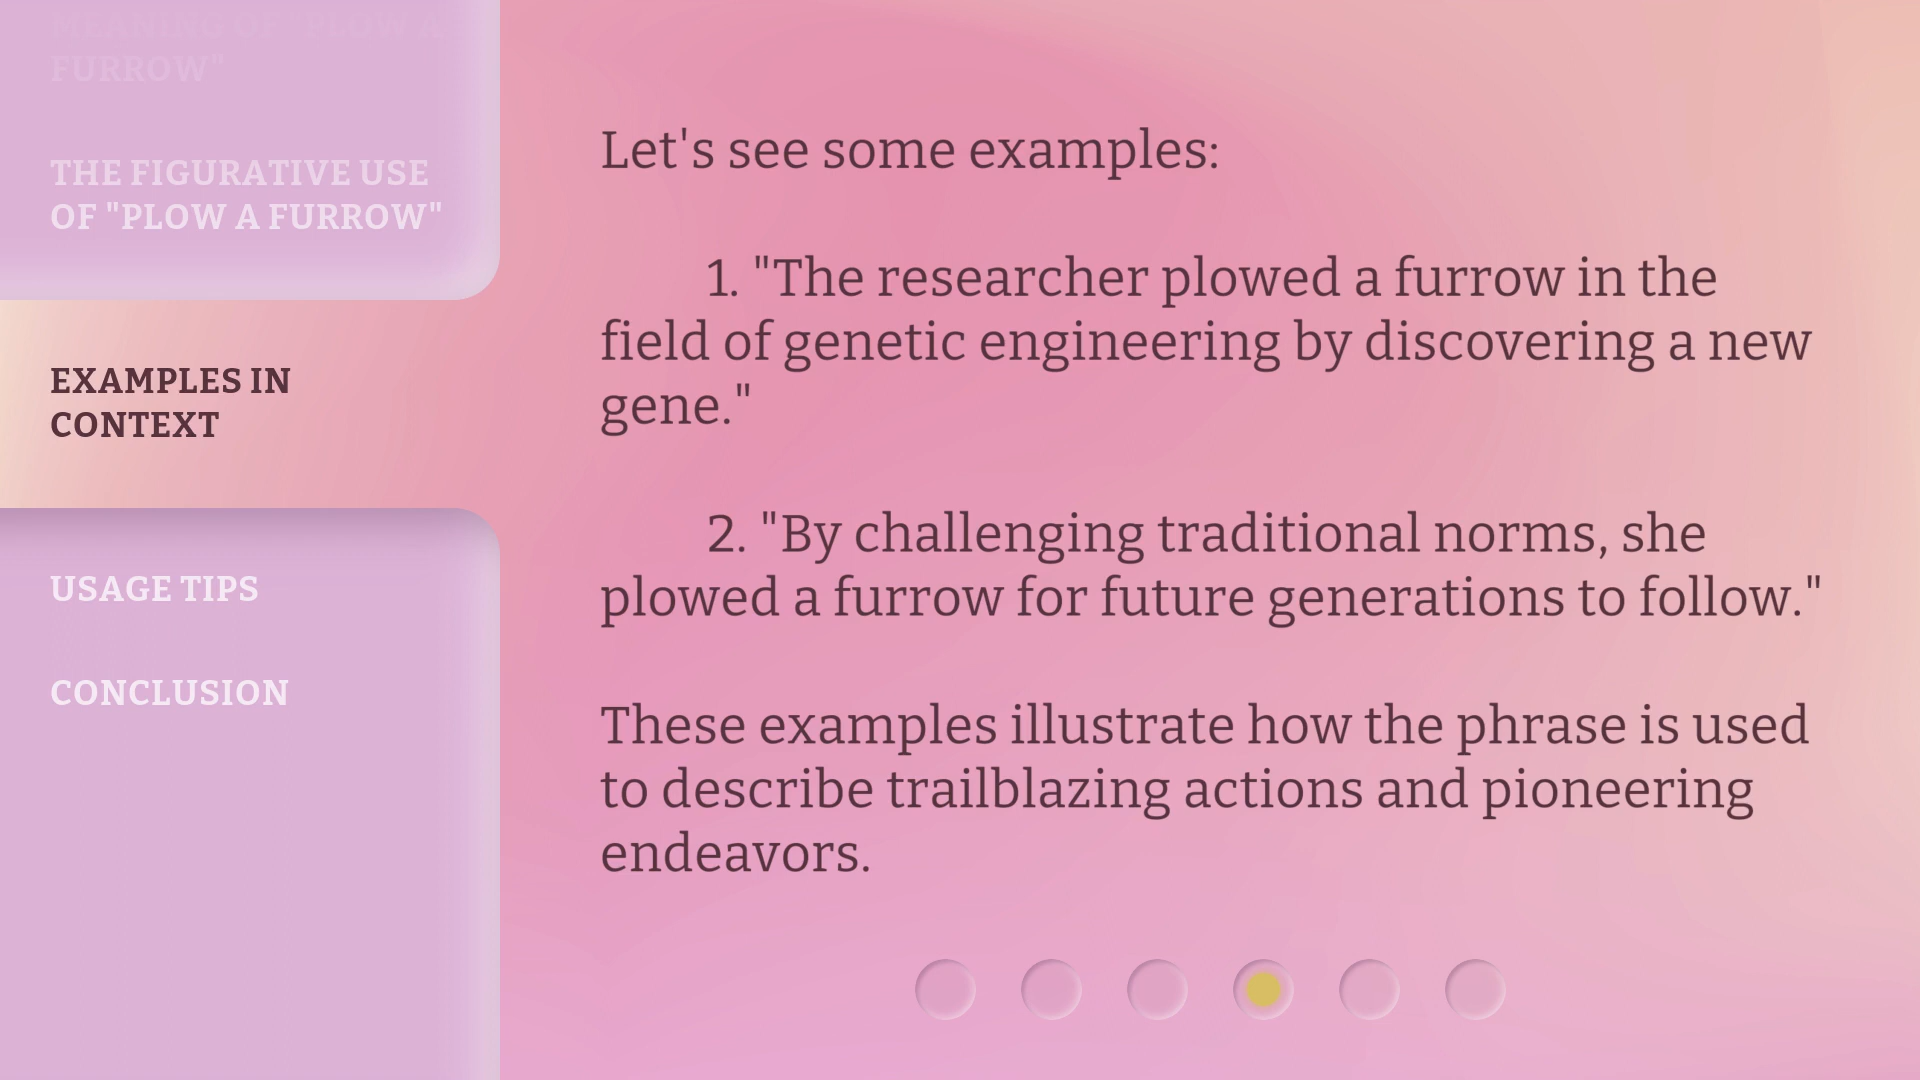 MEANING OF "PLOW A
FURROW"
THE FIGURATIVE USE
OF "PLOW A FURROW"
EXAMPLES IN
CONTEXT
USAGE TIPS
CONCLUSION
Let's see some examples:
1. "The researcher plowed a furrow in the
field of genetic engineering by discovering a new
gene."
2. "By challenging traditional norms, she
plowed a furrow for future generations to follow."
These examples illustrate how the phrase is used
to describe trailblazing actions and pioneering
endeavors.